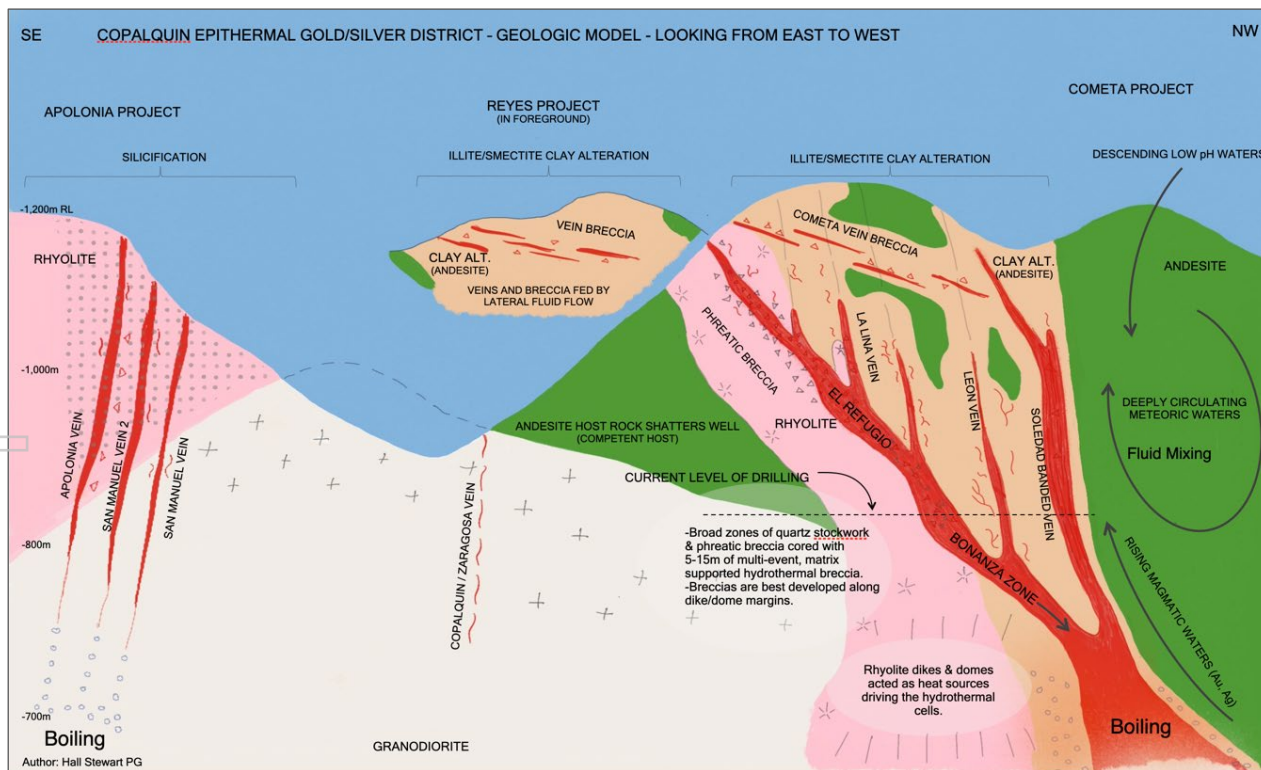 SE
COPALQUIN EPITHERMAL GOLD/SILVER DISTRICT - GEOLOGIC MODEL - LOOKING FROM EAST TO WEST
NW
APOLONIA PROJECT
REYES PROJECT
(IN FOREGROUND)
COMETA PROJECT
SILICIFICATION
ILLITE/SMECTITE CLAY ALTERATION
ILLITE/SMECTITE CLAY ALTERATION
DESCENDING LOW pH WATERS
-1,200m RL
RHYOLITE
VEIN BRECCIA
CLAY ALT.
(ANDESITE)
VEINS AND BRECCIA FED BY
LATERAL FLUID FLOW
COMETA VEIN BRECCIA
CLAY ALT.
(ANDESITE)
ANDESITE
-1,000m
PHREATIC BRECCIA
RHYOLITE
EL REFUGIO
LA LINA VEIN
LEON VEIN
SOLEDAD BANDED VEIN
DEEPLY CIRCULATING
METEORIC WATERS
Fluid Mixing
APOLONIA VEIN
SAN MANUEL VEIN 2
SAN MANUEL VEIN
ANDESITE HOST ROCK SHATTERS WELL
(COMPETENT HOST)
CURRENT LEVEL OF DRILLING
-800m
COPALQUIN / ZARAGOSA VEIN
-Broad zones of quartz stockwork
& phreatic breccia cored with
5-15m of multi-event, matrix
supported hydrothermal breccia.
-Breccias are best developed along
dike/dome margins.
BONANZA ZONE
RISING MAGMATIC WATERS (Au, Ag)
Rhyolite dikes & domes
acted as heat sources
driving the hydrothermal
cells.
-700m
Boiling
GRANODIORITE
Boiling
Author: Hall Stewart PG